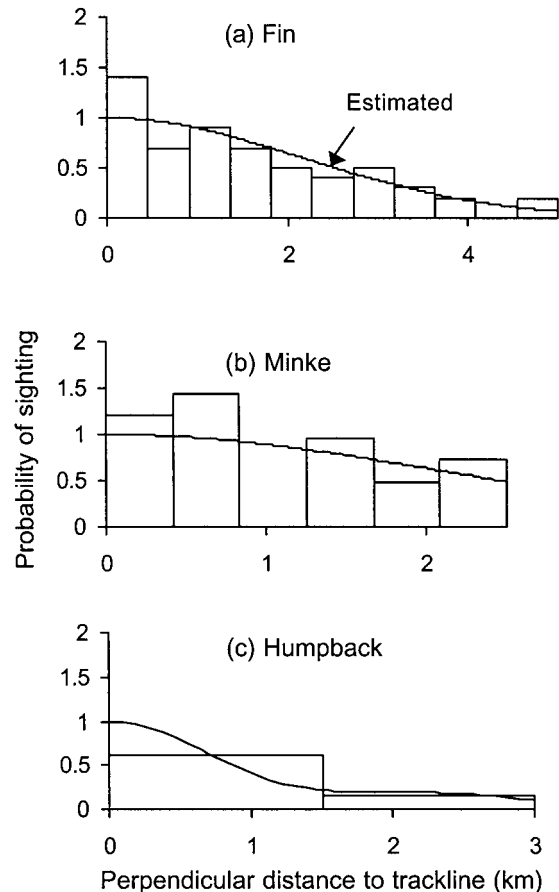 (a) Fin
2
1.5
1
0.5
0
Estimated
0 2 4
(b) Minke
2
1.5
1
0.5
0
0 1 2
Probability of sighting
(c) Humpback
2
1.5
1
0.5
0
0 1 2 3
Perpendicular distance to trackline (km)